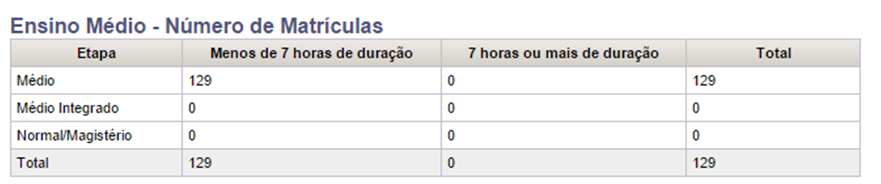 Ensino Médio - Número de Matrículas
Etapa Menos de 7 horas de duração 7 horas ou mais de duração Total
Médio 129 0 129
Médio Integrado 0 0 0
Normal/Magistério 0 0 0
Total 129 0 129